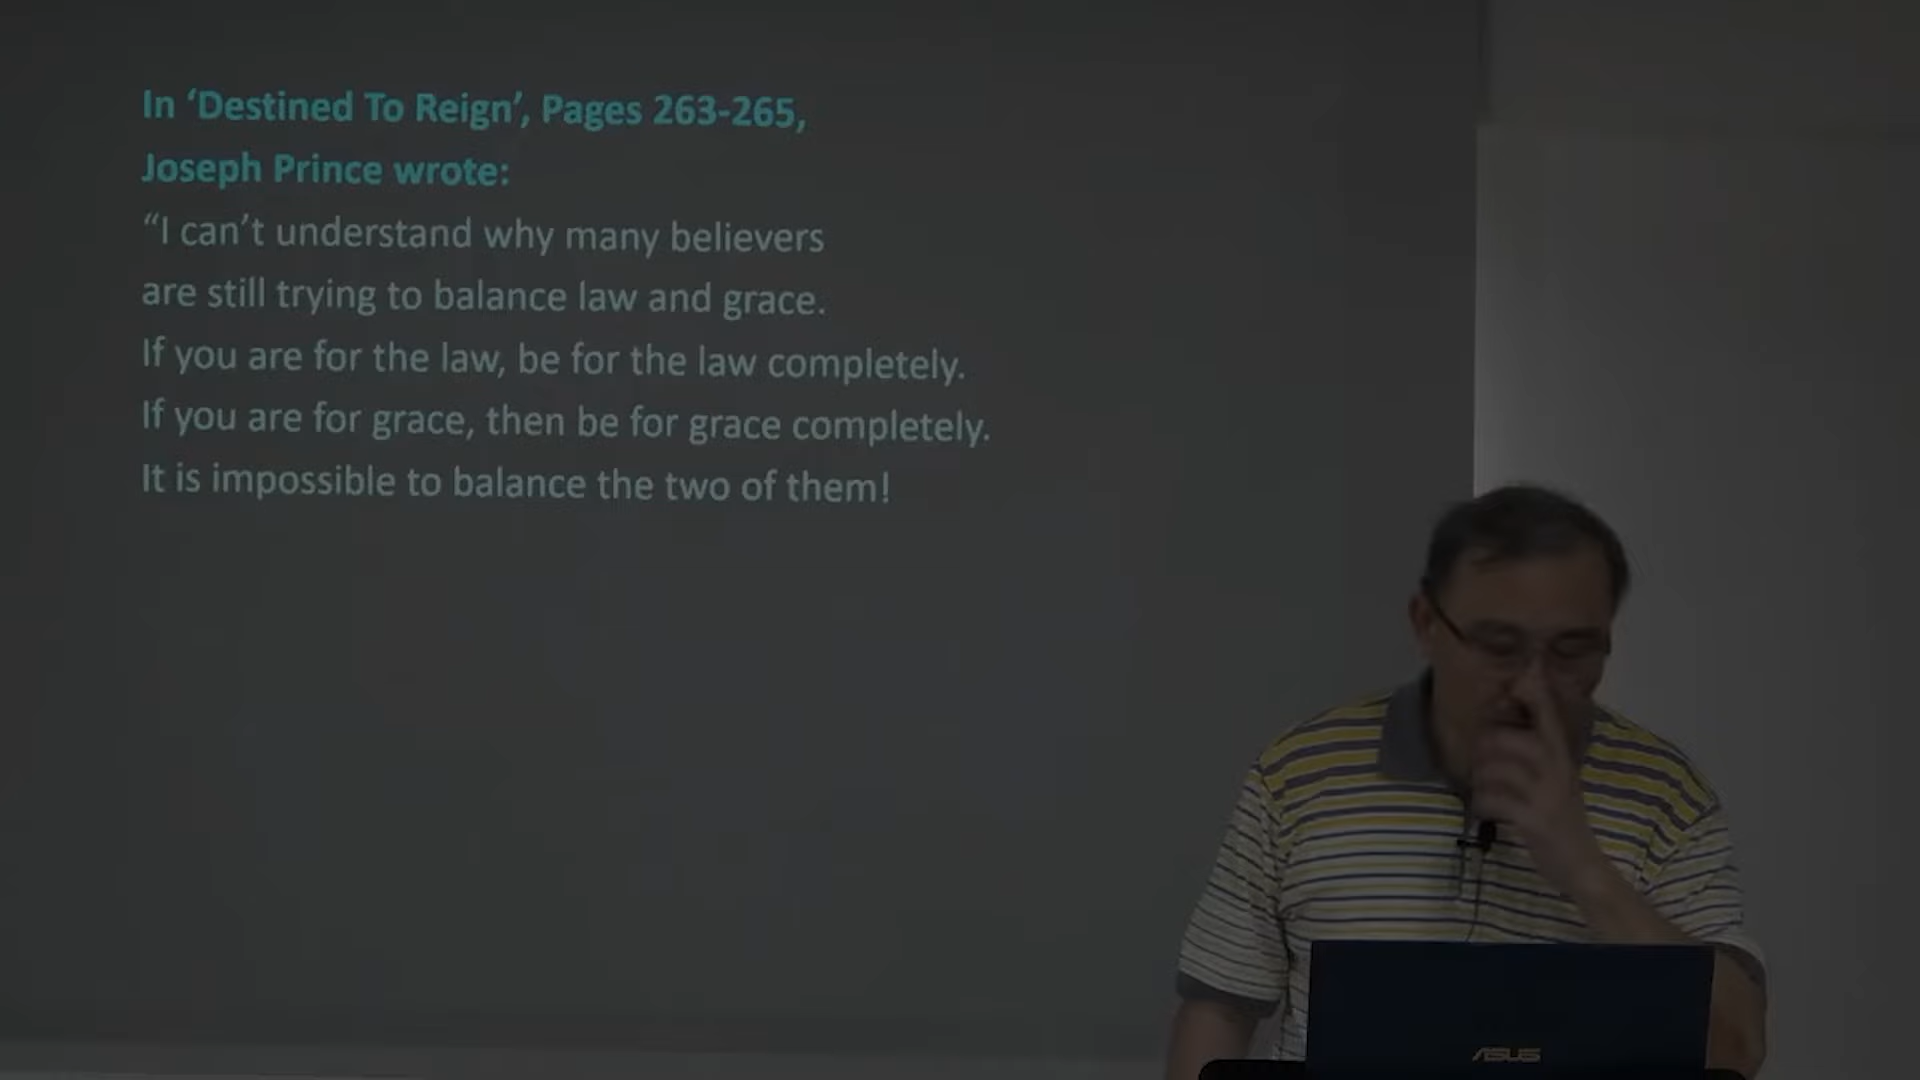 In ‘Destined To Reign’, Pages 263-265,
Joseph Prince wrote:
“I can’t understand why many believers
are still trying to balance law and grace.
If you are for the law, be for the law completely.
If you are for grace, then be for grace completely.
It is impossible to balance the two of them!
ASUS